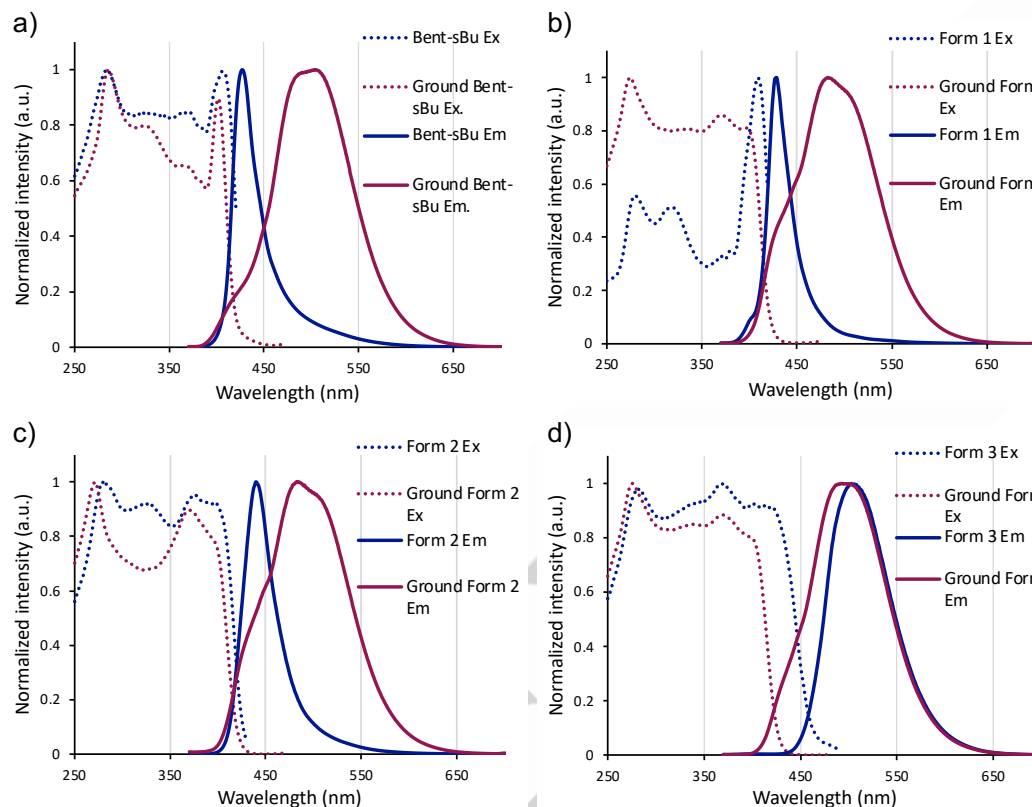 a)
Normalized intensity (a.u.)
1
0.8
0.6
0.4
0.2
0
250
350
450
550
650
Wavelength (nm)
Bent-sBu Ex
Ground Bent-
sBu Ex.
Bent-sBu Em
Ground Bent-
sBu Em.
b)
Normalized intensity (a.u.)
1
0.8
0.6
0.4
0.2
0
250
350
450
550
650
Wavelength (nm)
Form 1 Ex
Ground Form
Ex
Form 1 Em
Ground Form
Em
c)
Normalized intensity (a.u.)
1
0.8
0.6
0.4
0.2
0
250
350
450
550
650
Wavelength (nm)
Form 2 Ex
Ground Form 2
Ex
Form 2 Em
Ground Form 2
Em
d)
Normalized intensity (a.u.)
1
0.8
0.6
0.4
0.2
0
250
350
450
550
650
Wavelength (nm)
Form 3 Ex
Ground Form
Ex
Form 3 Em
Ground Form
Em